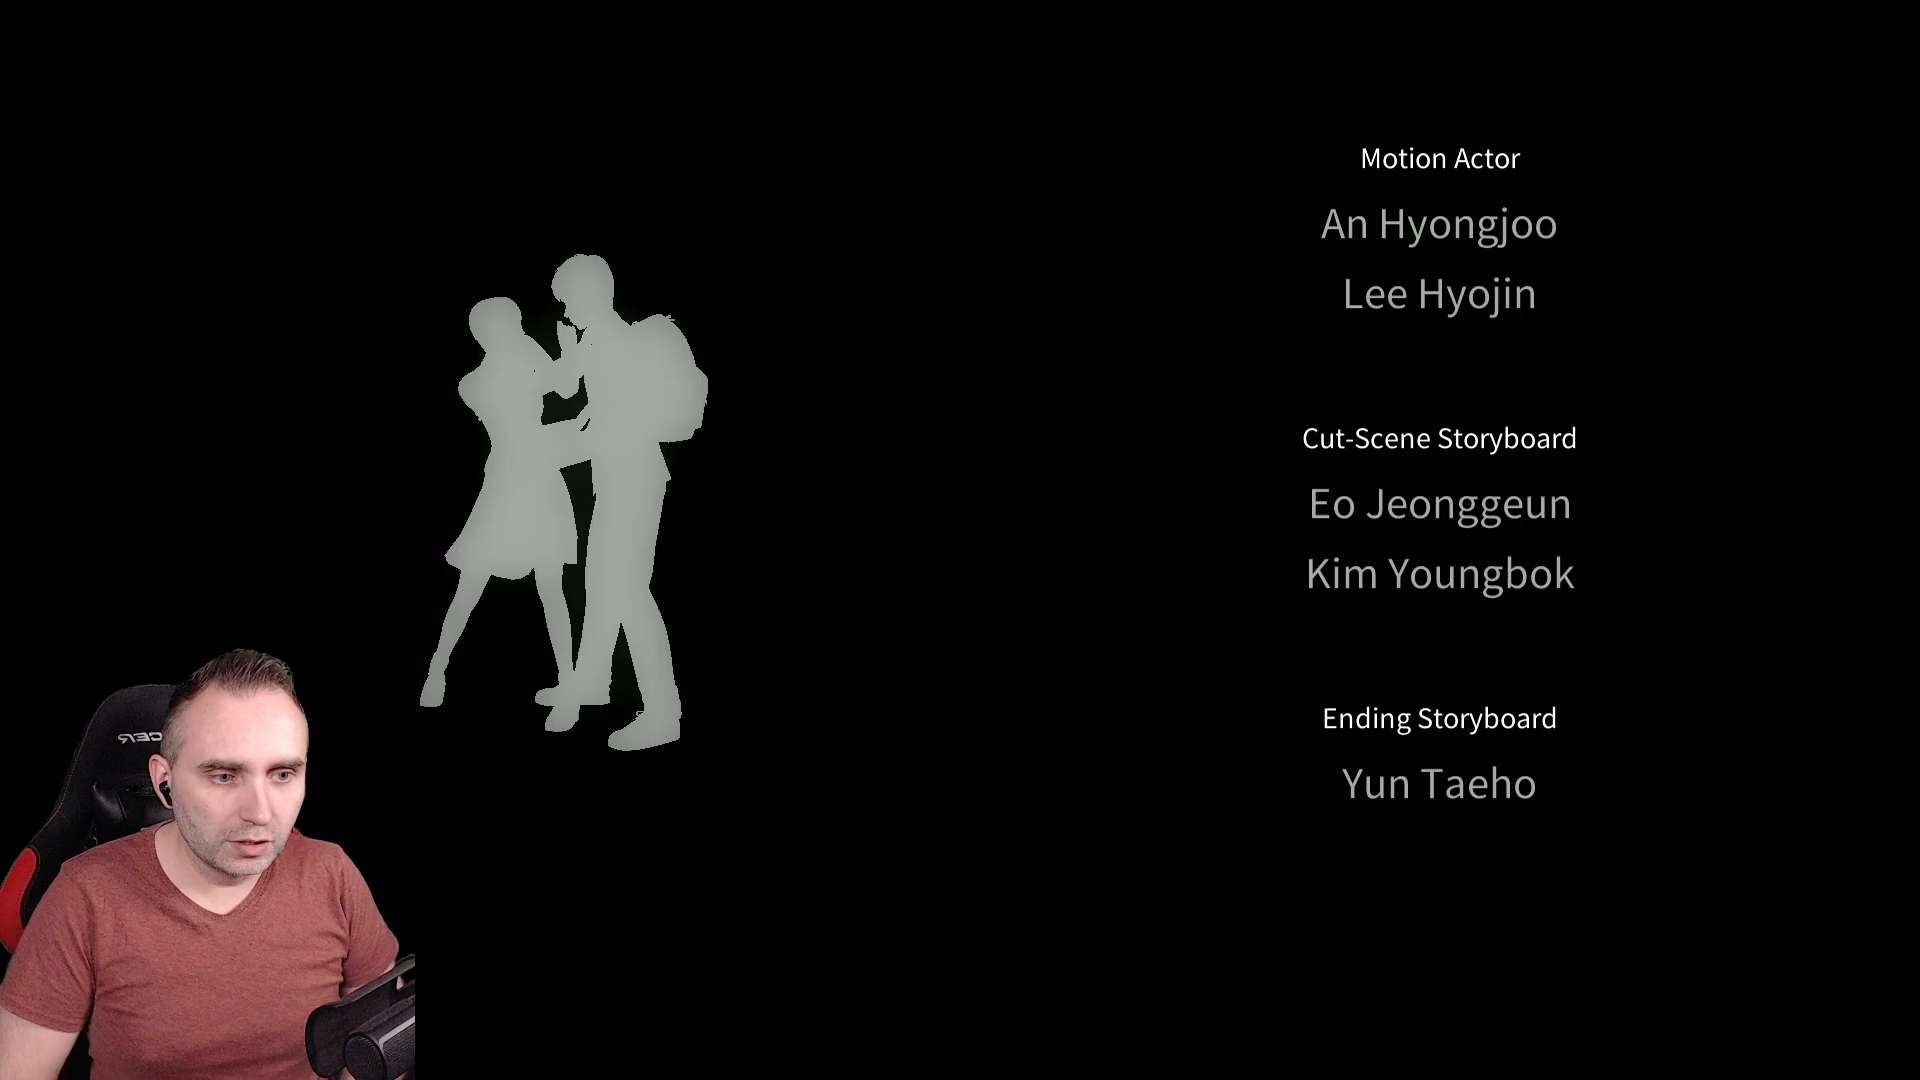 Motion Actor
An Hyongjoo
Lee Hyojin
Cut-Scene Storyboard
Eo Jeonggeun
Kim Youngbok
Ending Storyboard
Yun Taeho